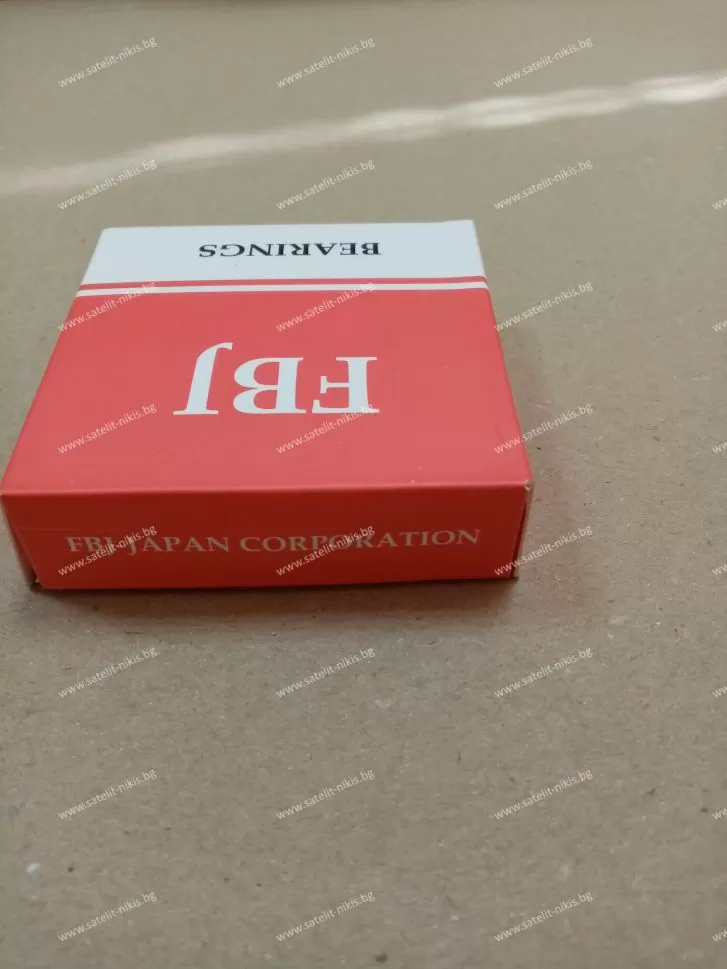 BEARINGS
FBJ
FBJ JAPAN CORPORATION
www.satelit-nikis.bg